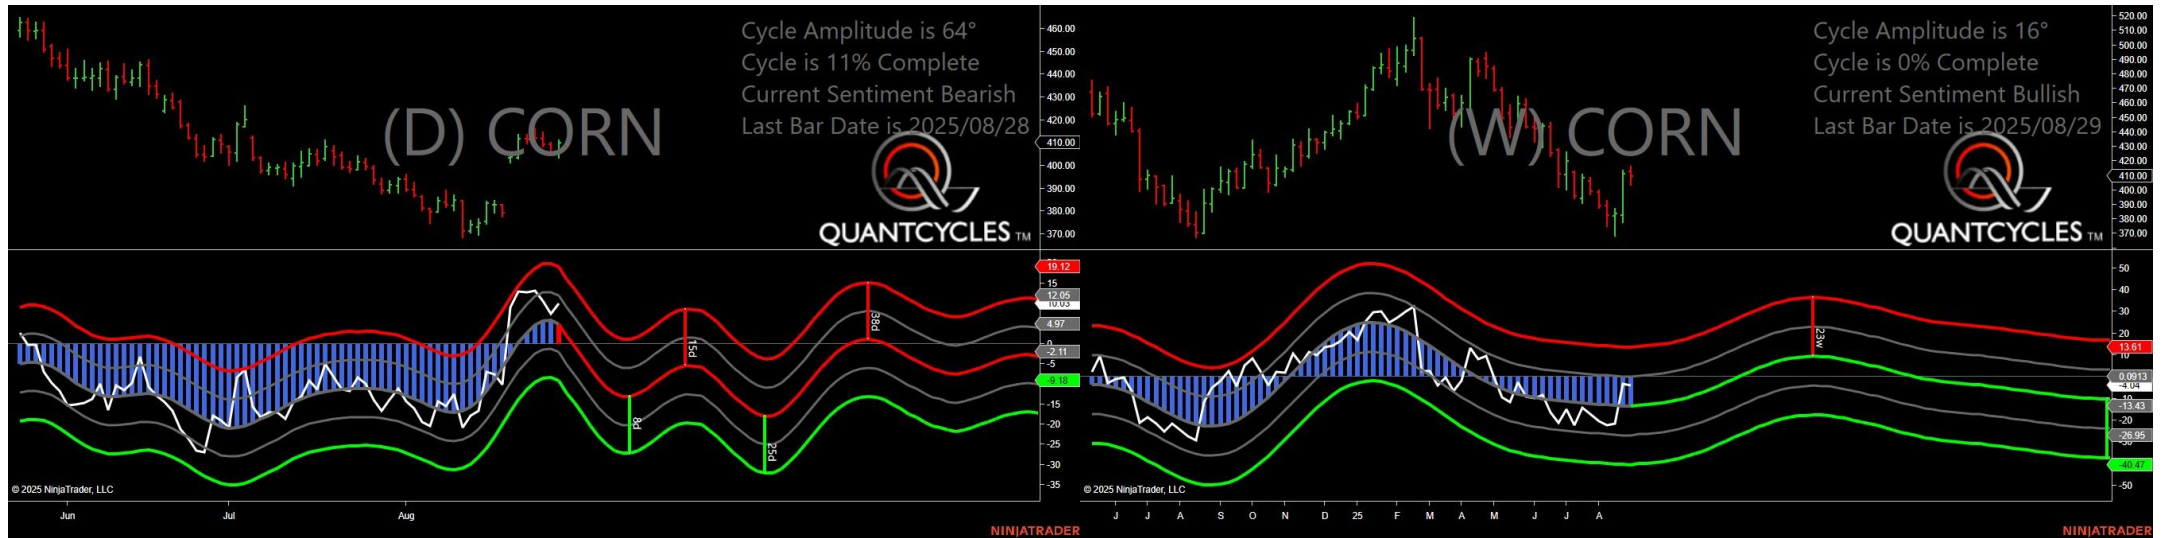 Cycle Amplitude is 64°
Cycle is 11% Complete
Current Sentiment Bearish
Last Bar Date is 2025/08/28
(D) CORN
QUANTCYCLES TM
460.00
450.00
440.00
430.00
420.00
410.00
400.00
390.00
380.00
370.00
19.12
15
12.05
10.03
4.97
0
-2.11
-5
-9.18
-15
-20
-25
-30
-35
8d
15d
25d
38d
© 2025 NinjaTrader, LLC
Jun Jul Aug
NINJATRADER
Cycle Amplitude is 16°
Cycle is 0% Complete
Current Sentiment Bullish
Last Bar Date is 2025/08/29
(W) CORN
QUANTCYCLES TM
520.00
510.00
500.00
490.00
480.00
470.00
460.00
450.00
440.00
430.00
420.00
410.00
400.00
390.00
380.00
370.00
50
40
30
20
13.61
10
0.0913
-4.04
-13.43
-20
-26.95
-40.47
-50
23w
© 2025 NinjaTrader, LLC
J J A S O N D 25 F M A M J J A
NINJATRADER